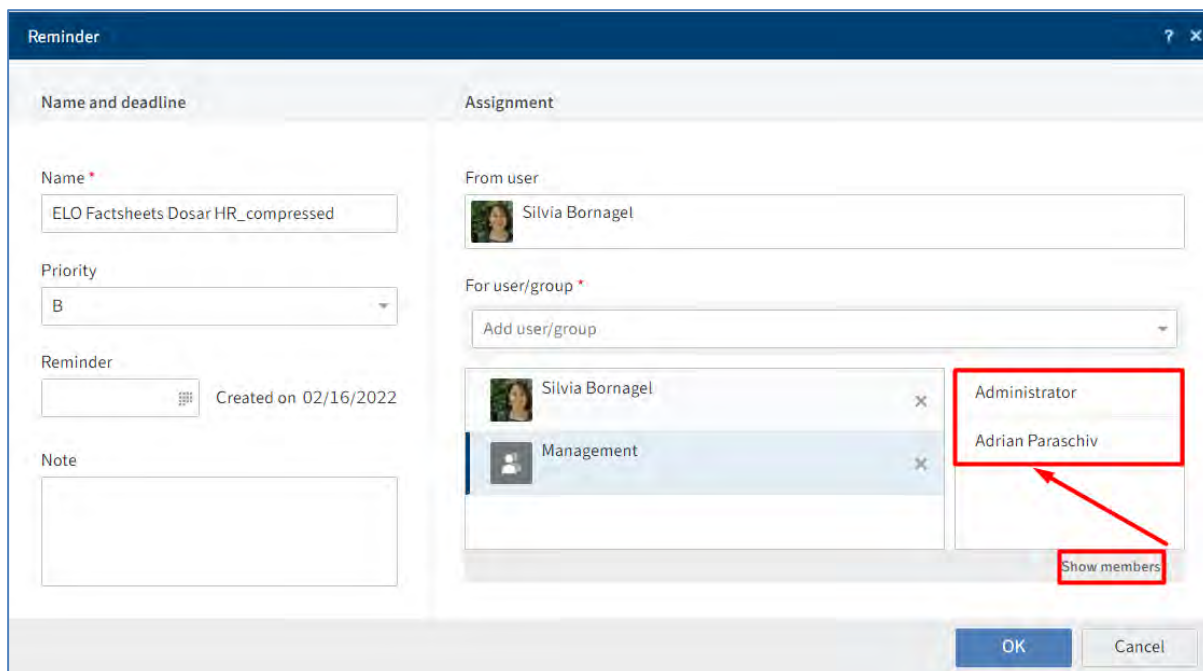 Reminder
? ×
Name and deadline
Assignment
Name *
ELO Factsheets Dosar HR_compressed
Priority
B
Reminder
Created on 02/16/2022
Note
From user
Silvia Bornagel
For user/group *
Add user/group
Silvia Bornagel
Management
Administrator
Adrian Paraschiv
Show members
OK
Cancel